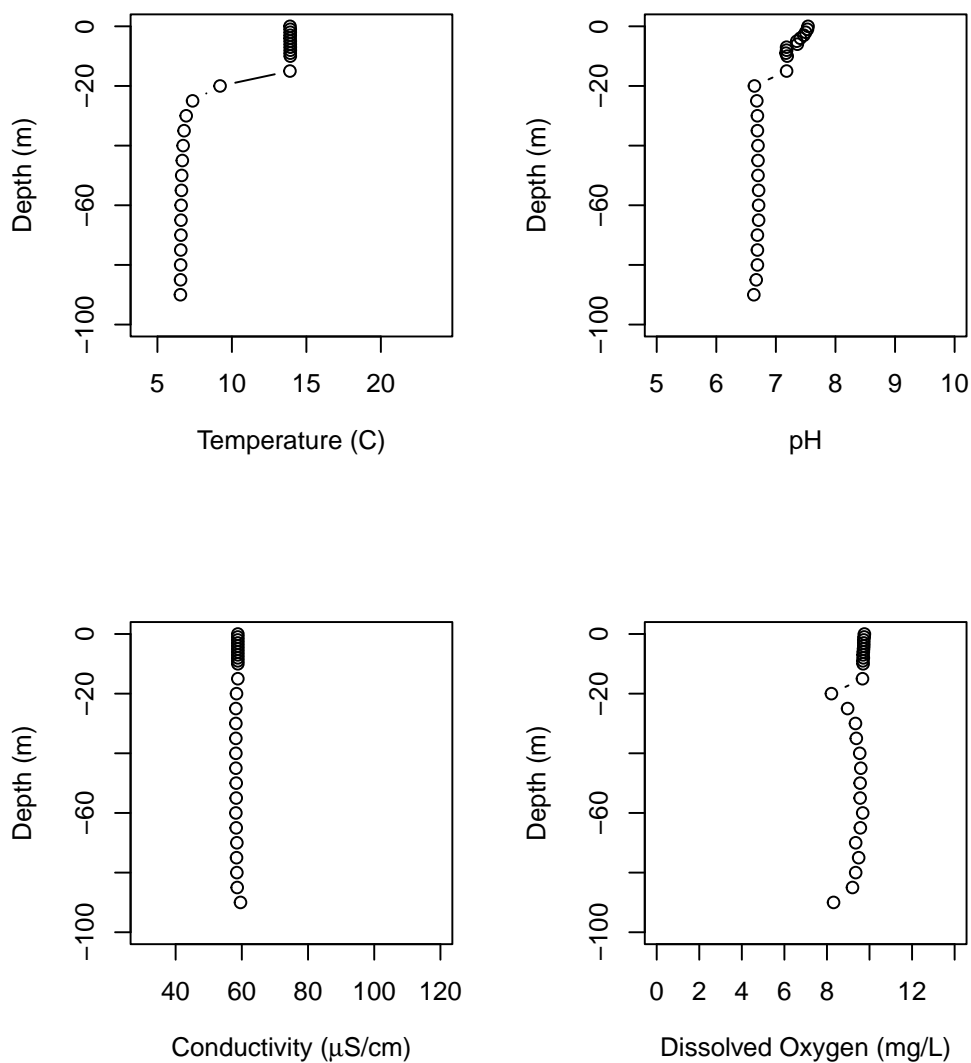 0
−20
−60
−100
Depth (m)
5 10 15 20
Temperature (C)
0
−20
−60
−100
Depth (m)
5 6 7 8 9 10
pH
0
−20
−60
−100
Depth (m)
40 60 80 100 120
Conductivity (μS/cm)
0
−20
−60
−100
Depth (m)
0 2 4 6 8 12
Dissolved Oxygen (mg/L)